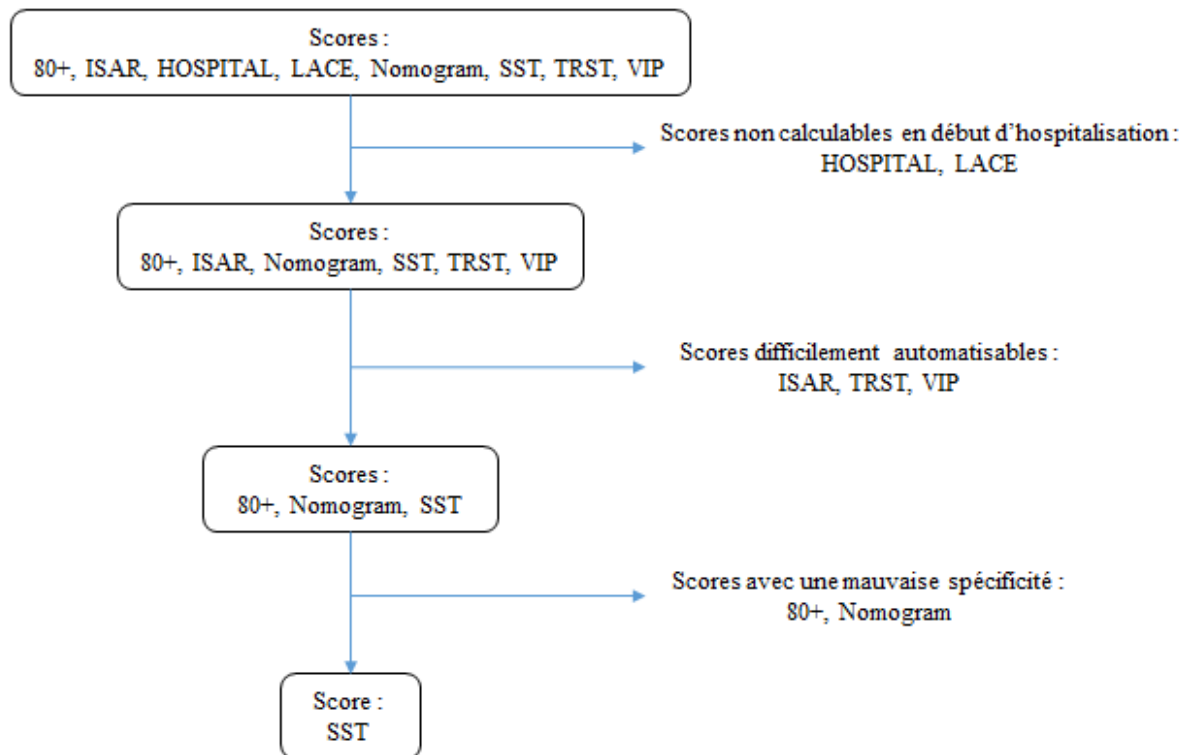 Scores :
80+, ISAR, HOSPITAL, LACE, Nomogram, SST, TRST, VIP
Scores non calculables en début d'hospitalisation :
HOSPITAL, LACE
Scores :
80+, ISAR, Nomogram, SST, TRST, VIP
Scores difficilement automatisables :
ISAR, TRST, VIP
Scores :
80+, Nomogram, SST
Scores avec une mauvaise spécificité :
80+, Nomogram
Score :
SST